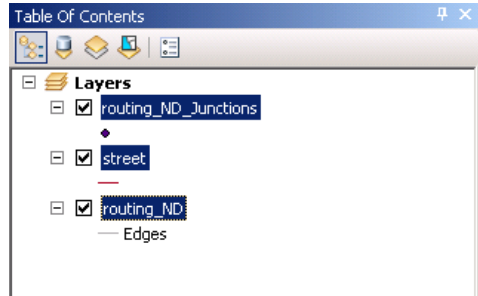 Table Of Contents
Layers
routing_ND_Junctions
street
routing_ND
Edges